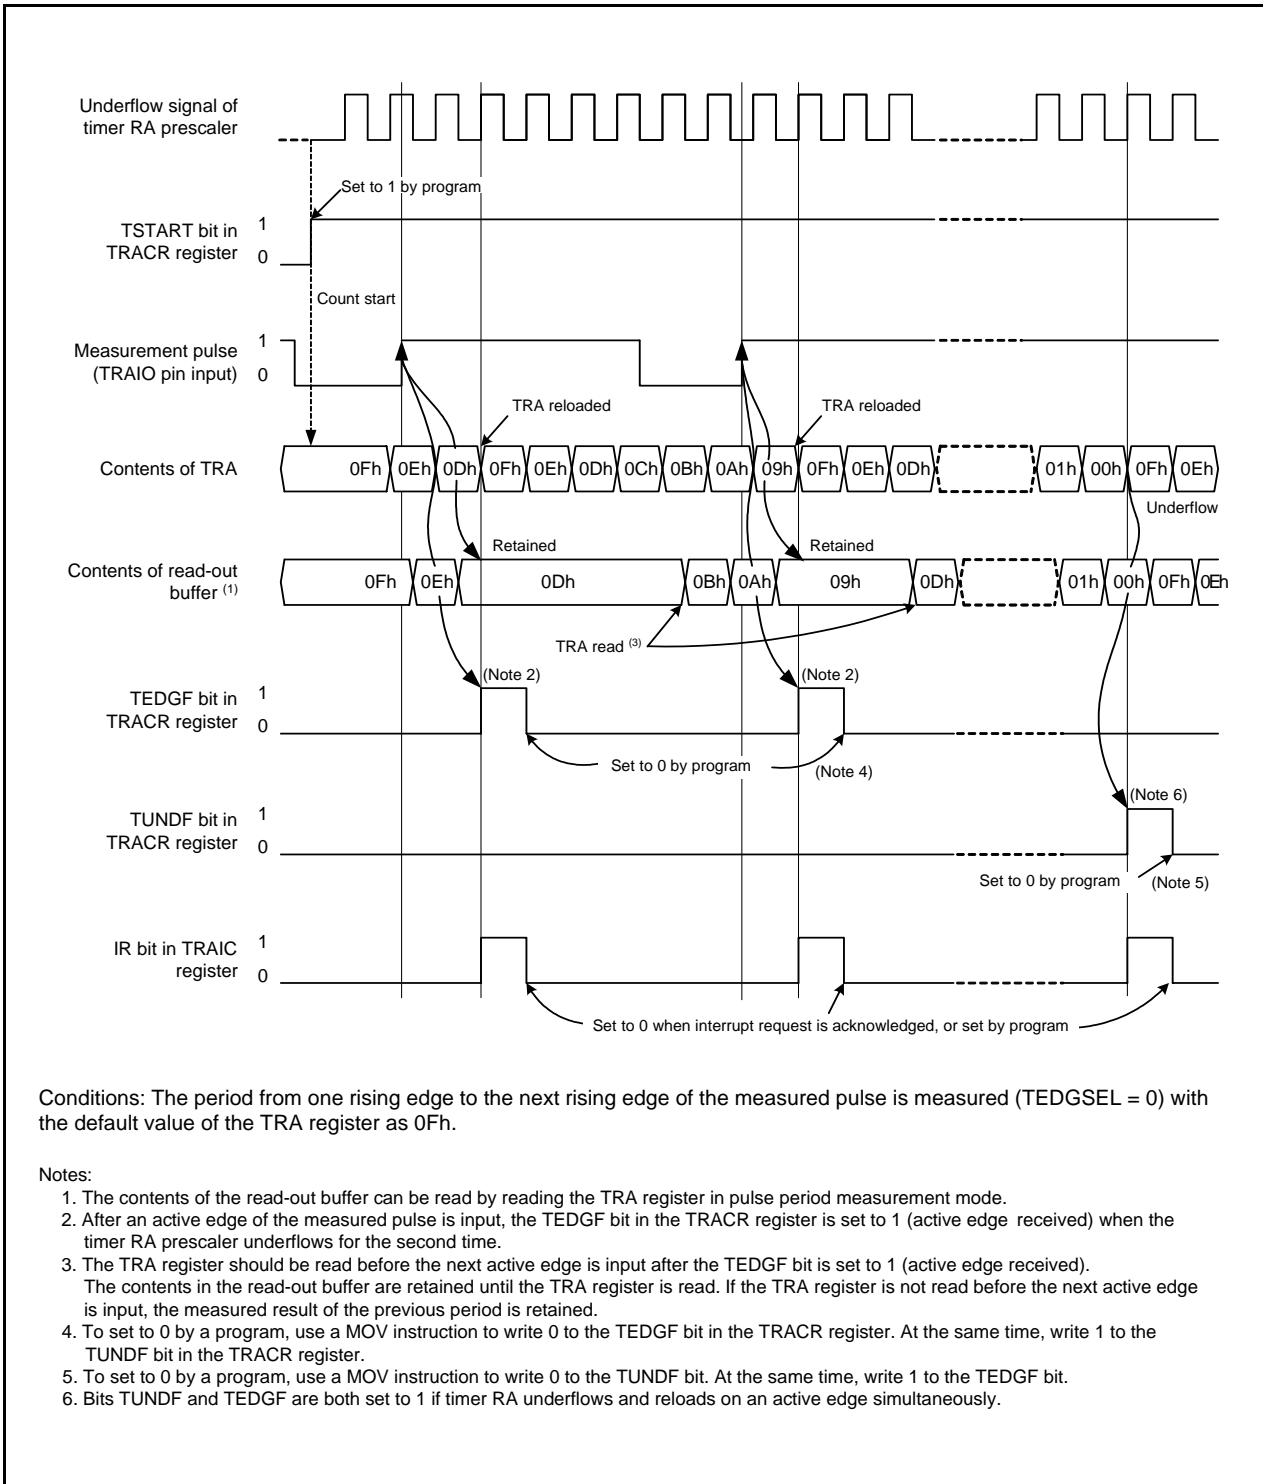 Underflow signal of
timer RA prescaler
Set to 1 by program
TSTART bit in
TRACR register
1
0
Count start
Measurement pulse
(TRAIO pin input)
1
0
TRA reloaded
TRA reloaded
Contents of TRA
0Fh 0Eh 0Dh 0Fh 0Eh 0Dh 0Ch 0Bh 0Ah 09h 0Fh 0Eh 0Dh 01h 00h 0Fh 0Eh
Underflow
Retained
Retained
Contents of read-out
buffer (1)
0Fh 0Eh 0Dh 0Bh 0Ah 09h 0Dh 01h 00h 0Fh 0Eh
TRA read (3)
(Note 2)
(Note 2)
TEDGF bit in
TRACR register
1
0
Set to 0 by program
(Note 4)
(Note 6)
TUNDF bit in
TRACR register
1
0
Set to 0 by program
(Note 5)
IR bit in TRAIC
register
1
0
Set to 0 when interrupt request is acknowledged, or set by program
Conditions: The period from one rising edge to the next rising edge of the measured pulse is measured (TEDGSEL = 0) with
the default value of the TRA register as 0Fh.
Notes:
1. The contents of the read-out buffer can be read by reading the TRA register in pulse period measurement mode.
2. After an active edge of the measured pulse is input, the TEDGF bit in the TRACR register is set to 1 (active edge received) when the
timer RA prescaler underflows for the second time.
3. The TRA register should be read before the next active edge is input after the TEDGF bit is set to 1 (active edge received).
The contents in the read-out buffer are retained until the TRA register is read. If the TRA register is not read before the next active edge
is input, the measured result of the previous period is retained.
4. To set to 0 by a program, use a MOV instruction to write 0 to the TEDGF bit in the TRACR register. At the same time, write 1 to the
TUNDF bit in the TRACR register.
5. To set to 0 by a program, use a MOV instruction to write 0 to the TUNDF bit. At the same time, write 1 to the TEDGF bit.
6. Bits TUNDF and TEDGF are both set to 1 if timer RA underflows and reloads on an active edge simultaneously.